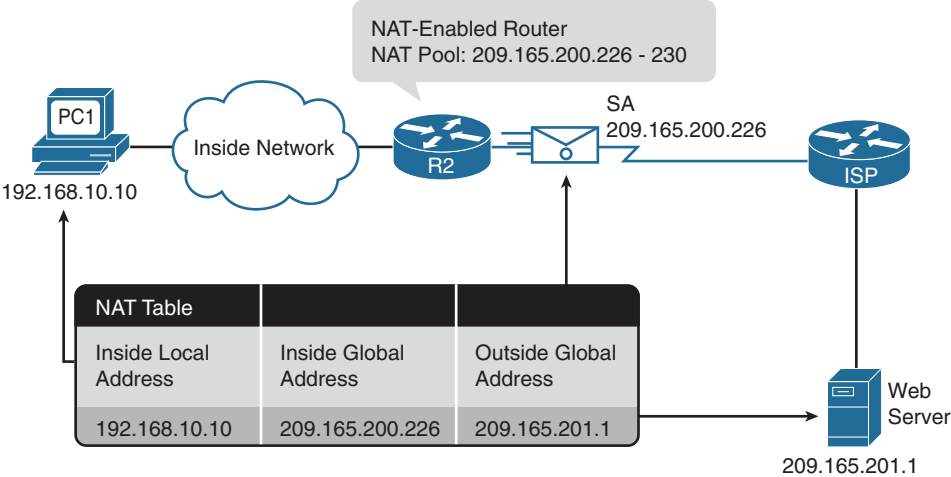 NAT-Enabled Router
NAT Pool: 209.165.200.226 - 230
PC1
Inside Network
R2
SA
209.165.200.226
ISP
192.168.10.10
NAT Table
Inside Local
Address
Inside Global
Address
Outside Global
Address
192.168.10.10
209.165.200.226
209.165.201.1
Web
Server
209.165.201.1